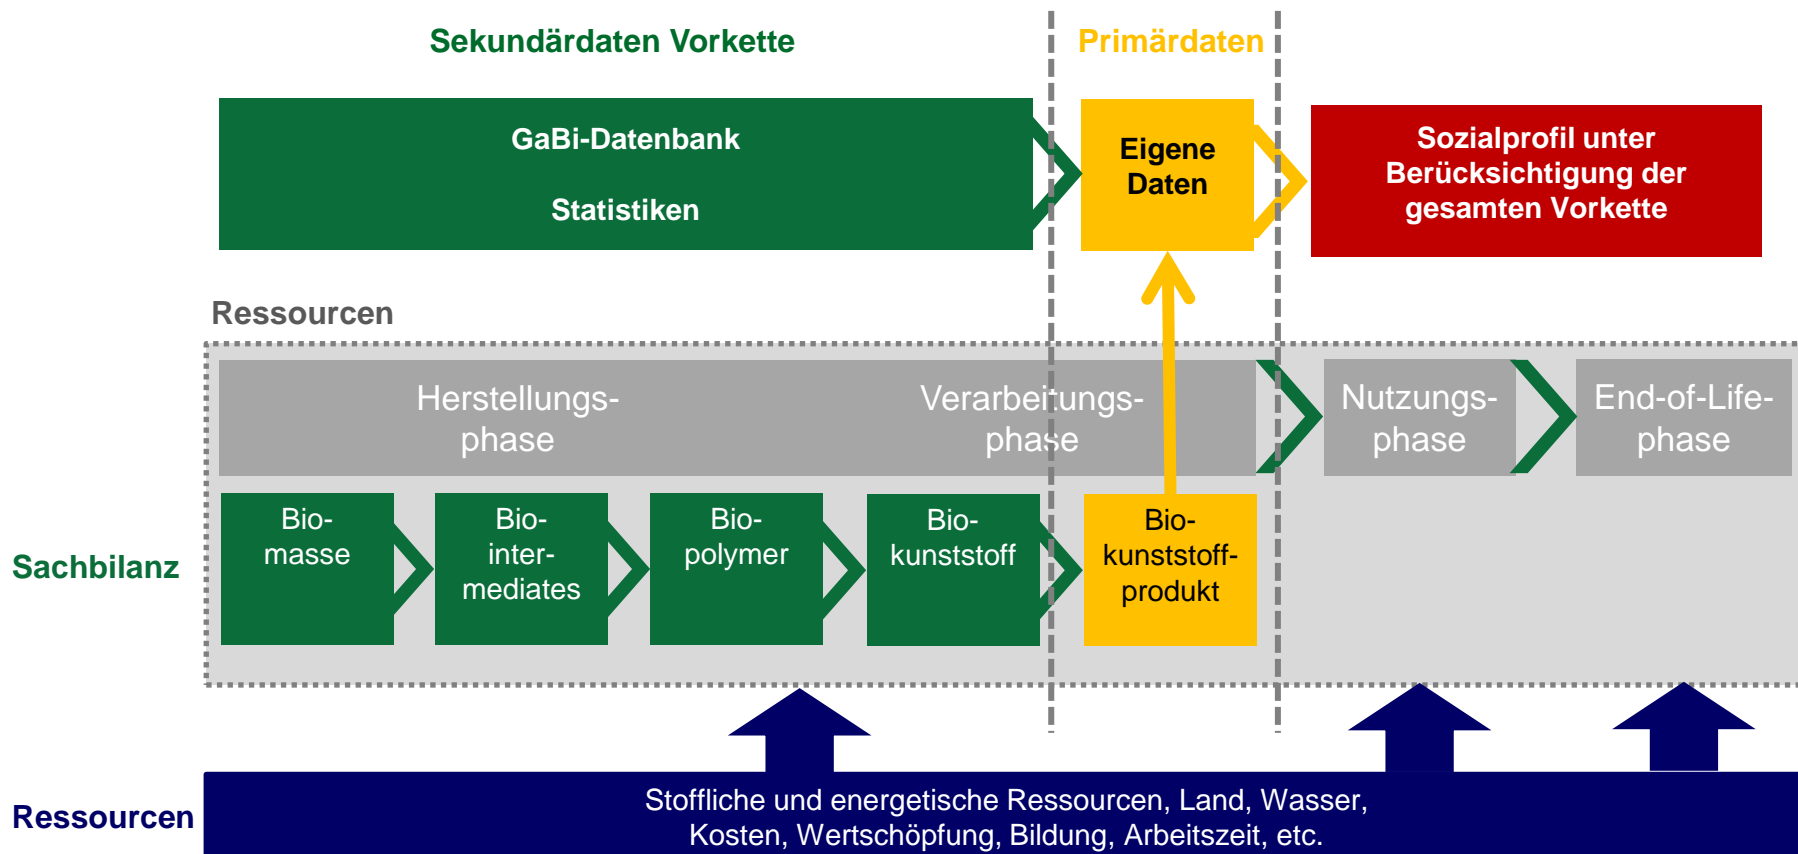 Sekundärdaten Vorkette
Primärdaten
GaBi-Datenbank
Statistiken
Eigene
Daten
Sozialprofil unter
Berücksichtigung der
gesamten Vorkette
Ressourcen
Herstellungs-
phase
Verarbeitungs-
phase
Nutzungs-
phase
End-of-Life-
phase
Sachbilanz
Bio-
masse
Bio-
inter-
mediates
Bio-
polymer
Bio-
kunststoff
Bio-
kunststoff-
produkt
Ressourcen
Stoffliche und energetische Ressourcen, Land, Wasser,
Kosten, Wertschöpfung, Bildung, Arbeitszeit, etc.